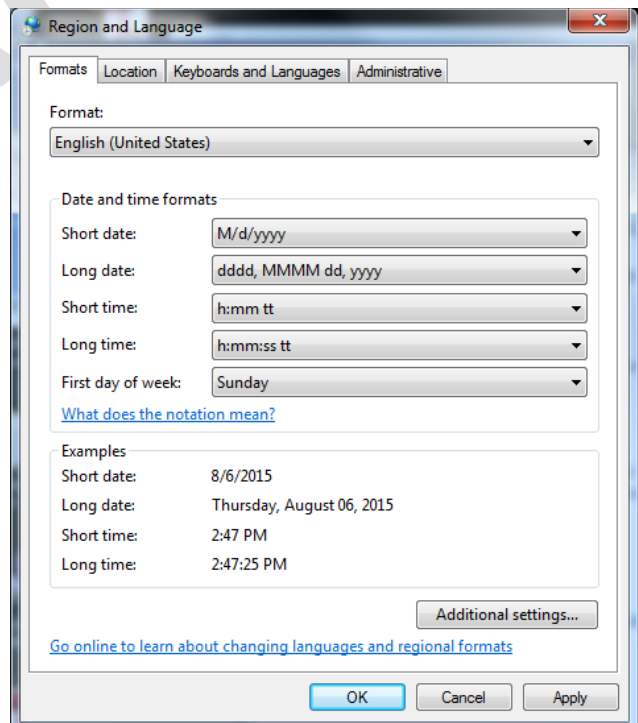 Region and Language
Formats Location Keyboards and Languages Administrative
Format:
English (United States)
Date and time formats
Short date: M/d/yyyy
Long date: dddd, MMMM dd, yyyy
Short time: h:mm tt
Long time: h:mm:ss tt
First day of week: Sunday
What does the notation mean?
Examples
Short date: 8/6/2015
Long date: Thursday, August 06, 2015
Short time: 2:47 PM
Long time: 2:47:25 PM
Additional settings...
Go online to learn about changing languages and regional formats
OK Cancel Apply